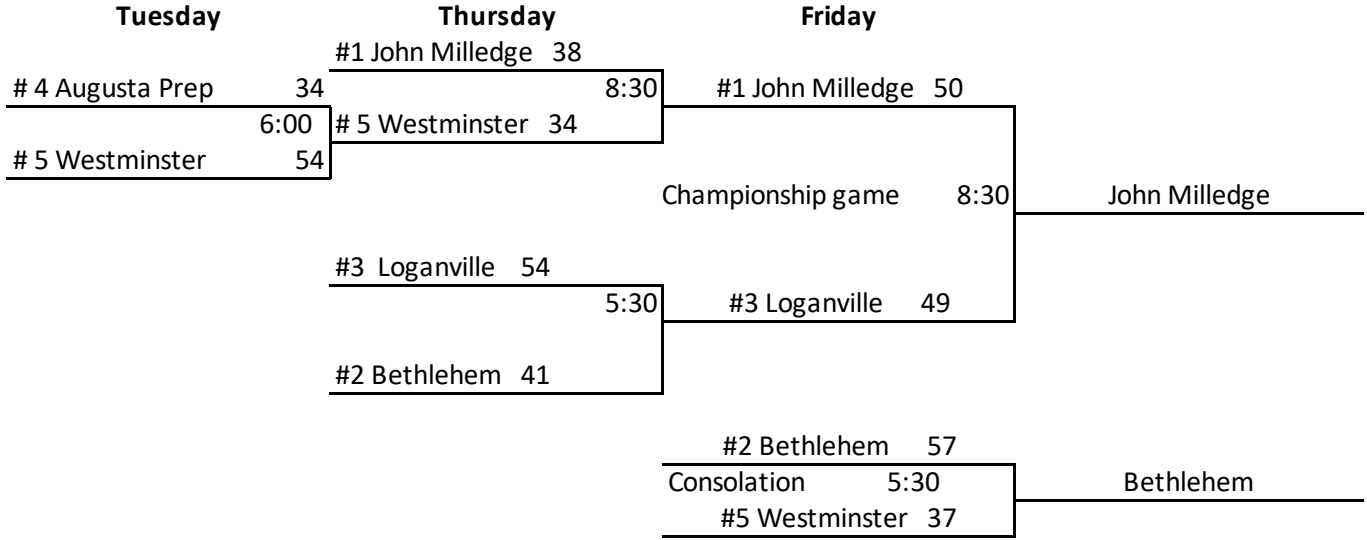 Tuesday Thursday Friday
#1 John Milledge 38
# 4 Augusta Prep 34 8:30 #1 John Milledge 50
6:00 # 5 Westminster 34
# 5 Westminster 54
Championship game 8:30 John Milledge
#3 Loganville 54
5:30 #3 Loganville 49
#2 Bethlehem 41
#2 Bethlehem 57
Consolation 5:30 Bethlehem
#5 Westminster 37